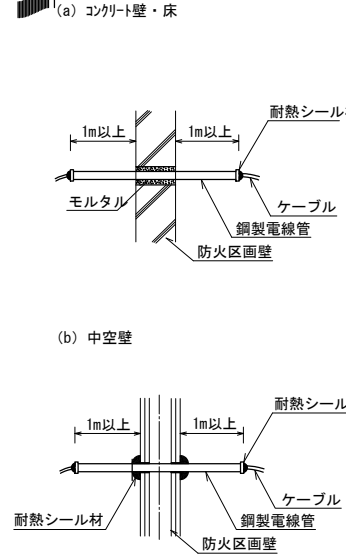 (a) コンクリート壁・床
耐熱シール
1m以上
1m以上
モルタル
ケーブル
鋼製電線管
防火区画壁
(b) 中空壁
耐熱シール
1m以上
1m以上
ケーブル
耐熱シール材
鋼製電線管
防火区画壁